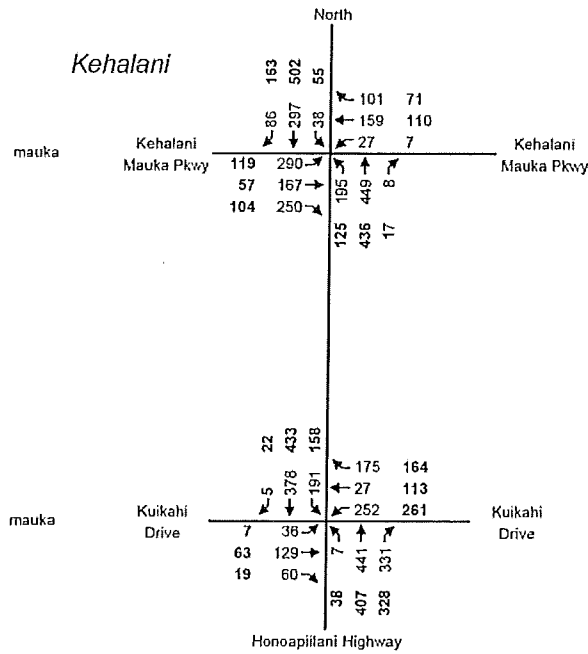 North
Kehalani
163 502 55
86 297 38
101 71
159 110
27 7
Kehalani
Mauka Pkwy
mauka
Kehalani
Mauka Pkwy
119 290
57 167
104 250
195 449 8
125 436 17
22 433 158
5 378 191
175 164
27 113
252 261
mauka
Kuikahi
Drive
Kuikahi
Drive
7 36
63 129
19 60
7 441 331
38 407 328
Honoapiilani Highway